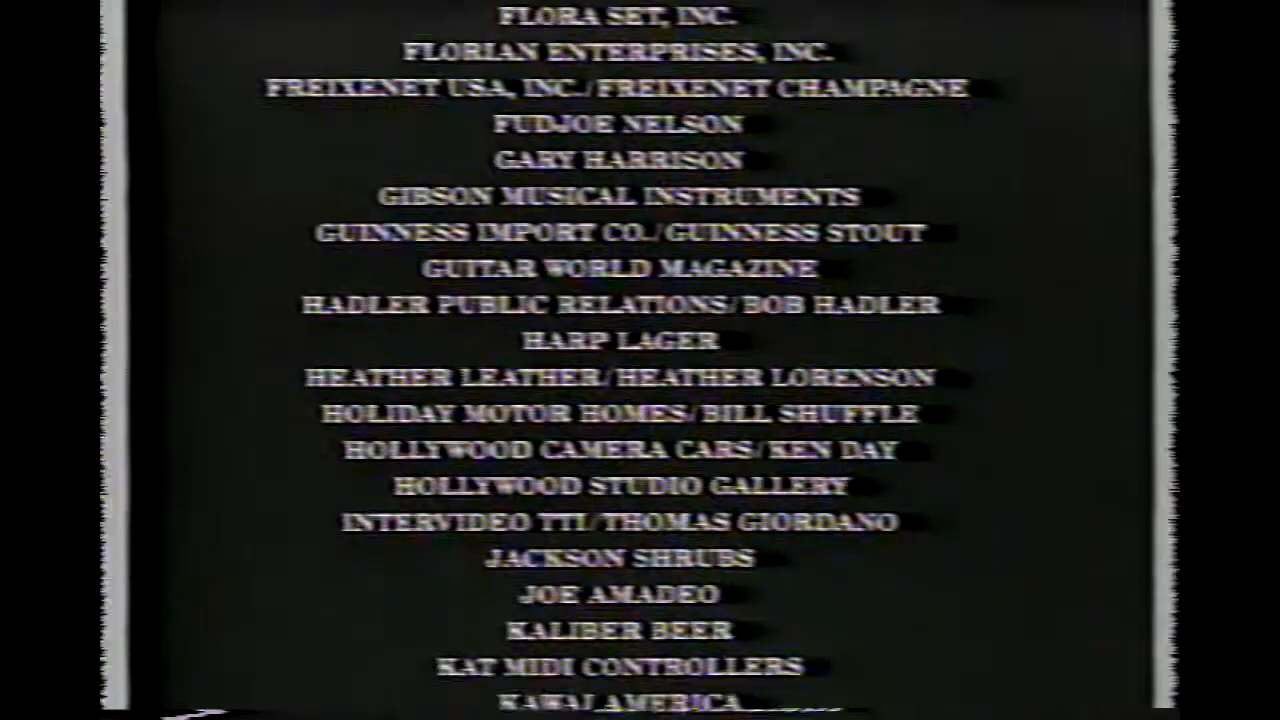 FLORA SET, INC.
FLORIAN ENTERPRISES, INC.
FREIXENET USA, INC./FREIXENET CHAMPAGNE
FUDJOE NELSON
GARY HARRISON
GIBSON MUSICAL INSTRUMENTS
GUINNESS IMPORT CO./GUINNESS STOUT
GUITAR WORLD MAGAZINE
HADLER PUBLIC RELATIONS/BOB HADLER
HARP LAGER
HEATHER LEATHER/HEATHER LORENSON
HOLIDAY MOTOR HOMES/BILL SHUFFLE
HOLLYWOOD CAMERA CARS/KEN DAY
HOLLYWOOD STUDIO GALLERY
INTERVIDEO TTI/THOMAS GIORDANO
JACKSON SHRUBS
JOE AMADEO
KALIBER BEER
KAT MIDI CONTROLLERS
KAWAI AMERICA